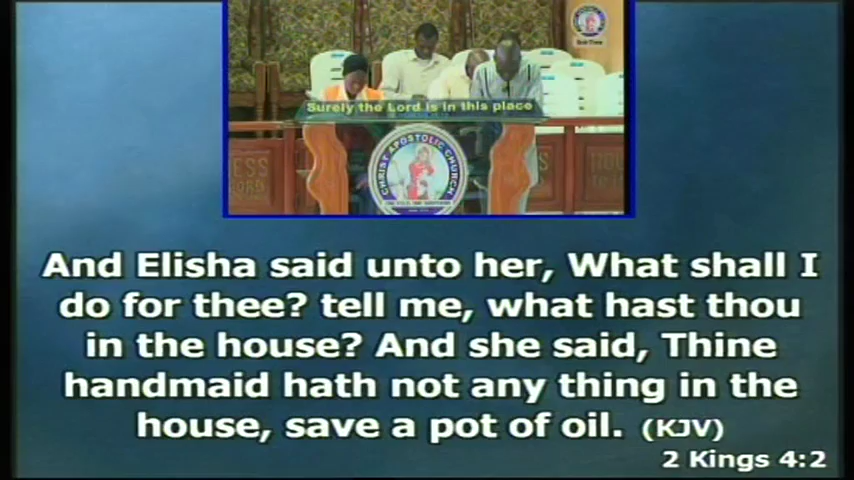 Surely the Lord is in this place
CHRIST APOSTOLIC CHURCH
And Elisha said unto her, What shall I
do for thee? tell me, what hast thou
in the house? And she said, Thine
handmaid hath not any thing in the
house, save a pot of oil. (KJV)
2 Kings 4:2